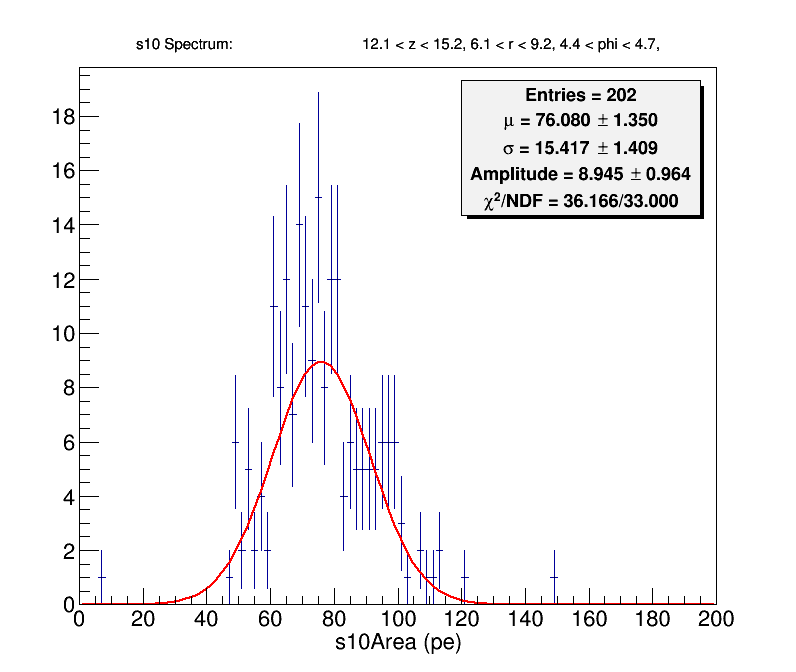 s10 Spectrum: 12.1 < z < 15.2, 6.1 < r < 9.2, 4.4 < phi < 4.7,
Entries = 202
μ = 76.080 ± 1.350
σ = 15.417 ± 1.409
Amplitude = 8.945 ± 0.964
χ²/NDF = 36.166/33.000
18
16
14
12
10
8
6
4
2
0
0 20 40 60 80 100 120 140 160 180 200
s10Area (pe)